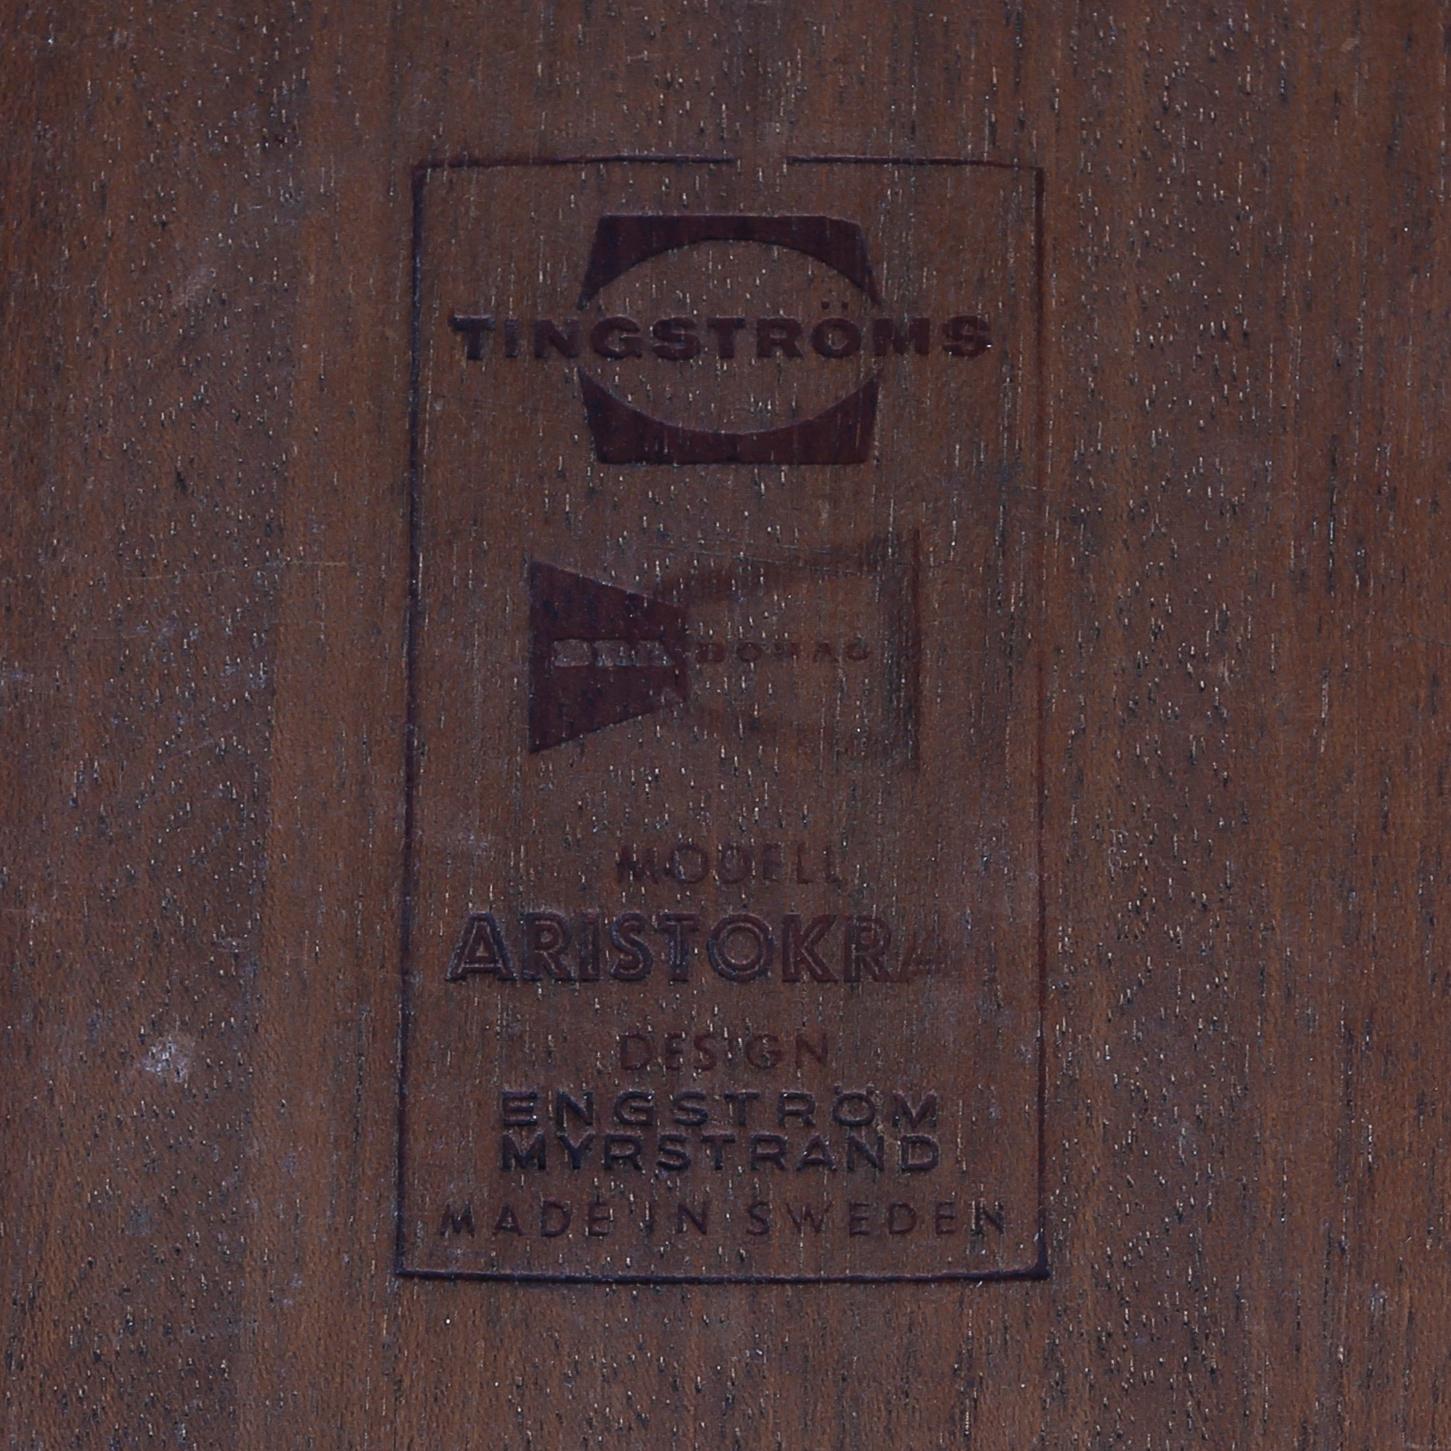 TINGSTRÖMS
MODELL
ARISTOKRA
DESIGN
ENGSTRÖM
MYRSTRAND
MADE IN SWEDEN